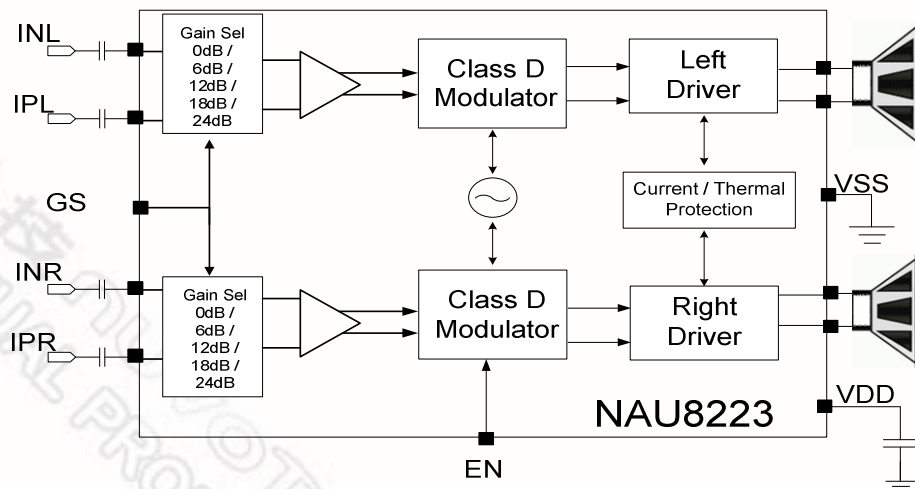 INL
IPL
GS
INR
IPR
Gain Sel
0dB /
6dB /
12dB /
18dB /
24dB
Class D
Modulator
Left
Driver
Current / Thermal
Protection
VSS
Gain Sel
0dB /
6dB /
12dB /
18dB /
24dB
Class D
Modulator
Right
Driver
NAU8223
VDD
EN